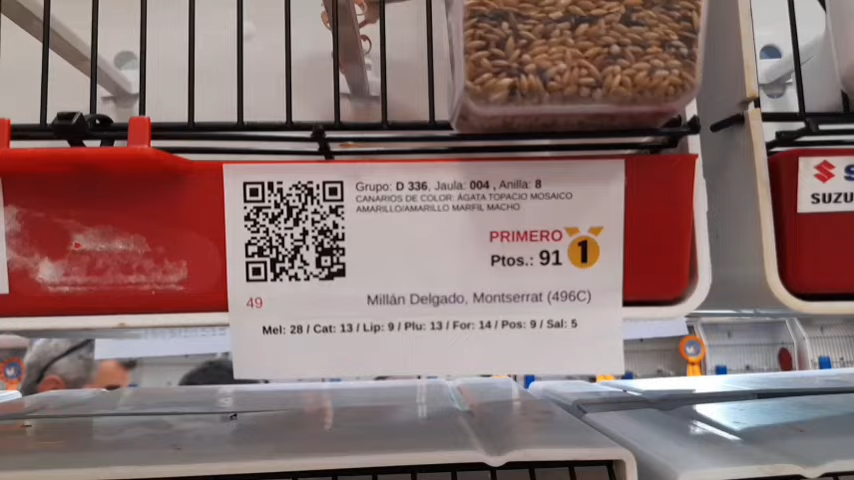 Grupo: D 336, Jaula: 004 , Anilla: 8
CANARIOS DE COLOR: ÁGATA TOPACIO MOSAICO
AMARILLO/AMARILLO MARFIL MACHO
PRIMERO 1
Ptos.: 91
49
Millán Delgado, Montserrat (496C)
Mel: 28 / Cat: 13 / Lip: 9 / Plu: 13 / For: 14 / Pos: 9 / Sal: 5
SUZU